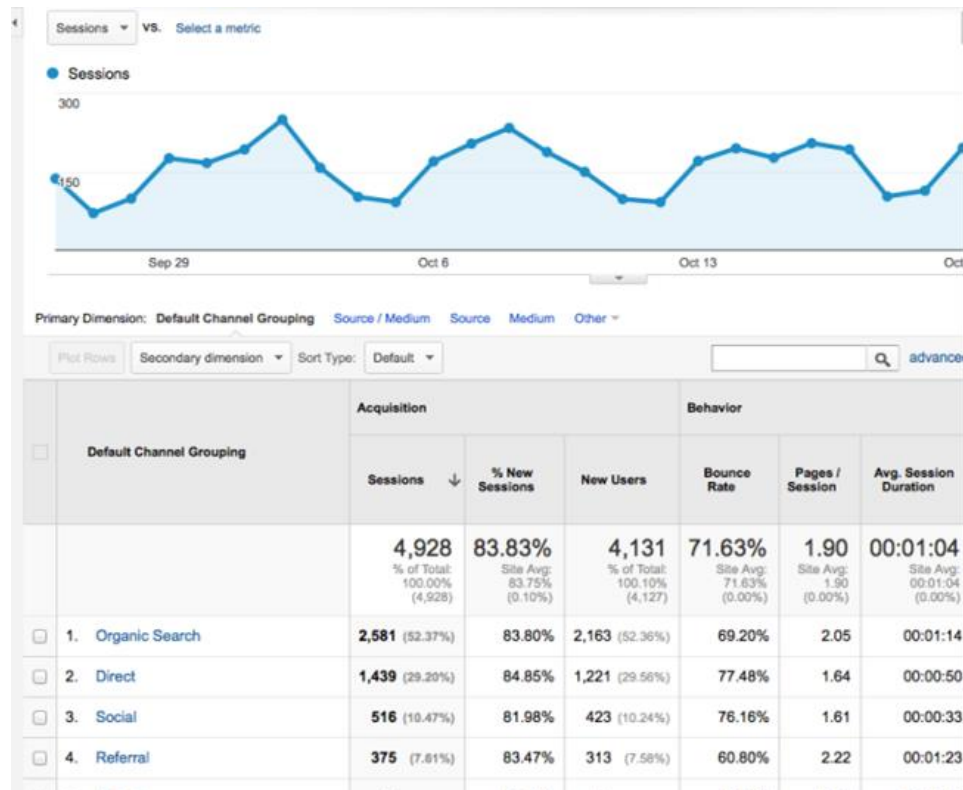 Sessions VS. Select a metric
Sessions
300
150
Sep 29 Oct 6 Oct 13 Oct
Primary Dimension: Default Channel Grouping Source / Medium Source Medium Other
Plot Rows Secondary dimension Sort Type: Default advanced
Acquisition Behavior
Default Channel Grouping
Sessions % New Sessions New Users Bounce Rate Pages / Session Avg. Session Duration
4,928 83.83% 4,131 71.63% 1.90 00:01:04
% of Total: Site Avg: % of Total: Site Avg: Site Avg: Site Avg:
100.00% 83.75% 100.10% 71.63% 1.90 00:01:04
(4,928) (0.10%) (4,127) (0.00%) (0.00%) (0.00%)
1. Organic Search 2,581 (52.37%) 83.80% 2,163 (52.36%) 69.20% 2.05 00:01:14
2. Direct 1,439 (29.20%) 84.85% 1,221 (29.56%) 77.48% 1.64 00:00:50
3. Social 516 (10.47%) 81.98% 423 (10.24%) 76.16% 1.61 00:00:33
4. Referral 375 (7.61%) 83.47% 313 (7.58%) 60.80% 2.22 00:01:23